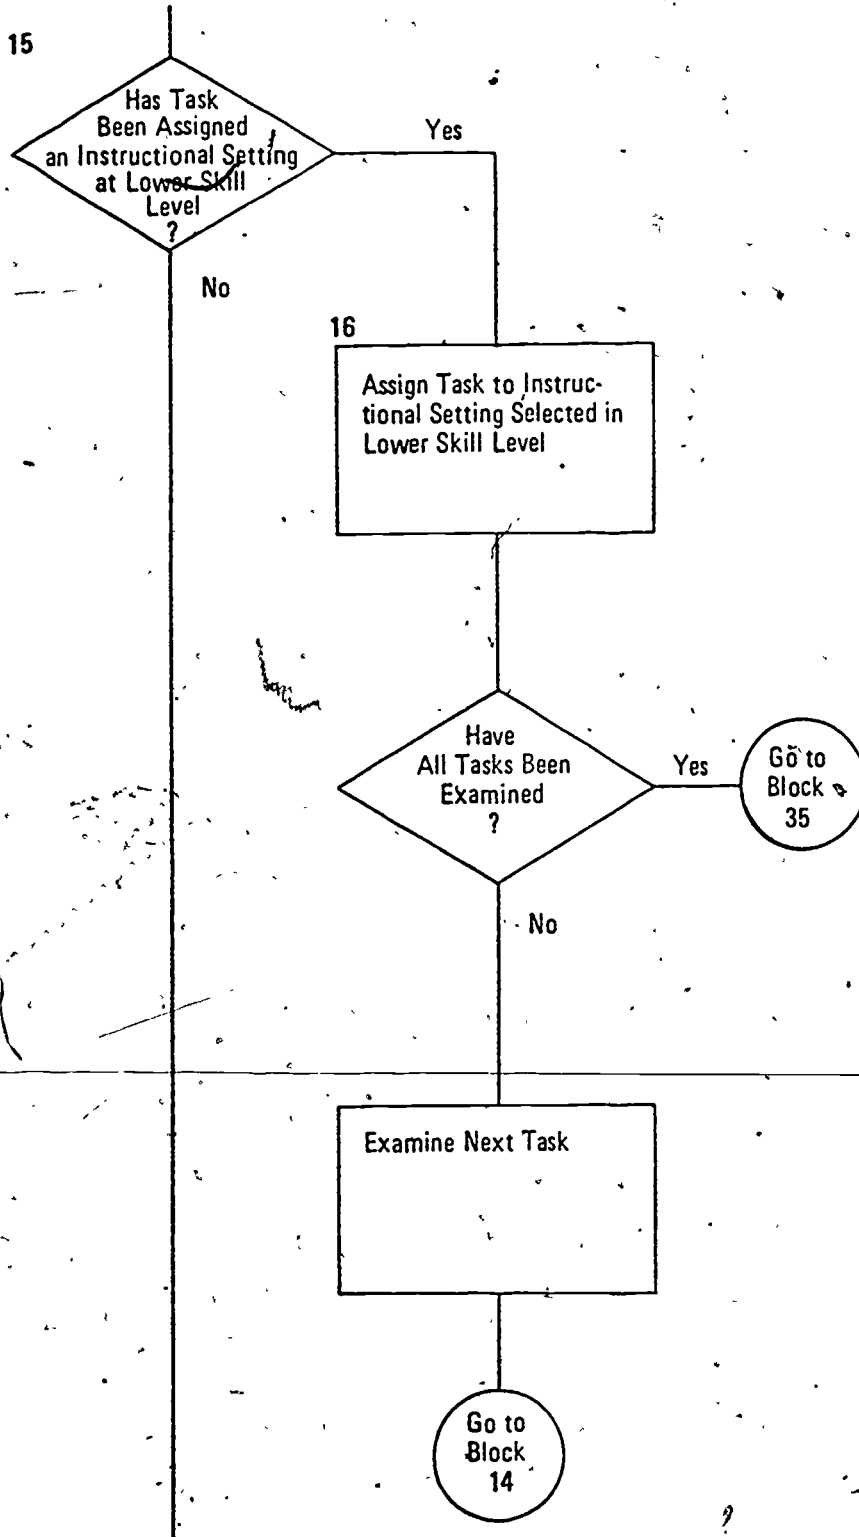 15
Has Task
Been Assigned
an Instructional Setting
at Lower Skill
Level
?
Yes
No
16
Assign Task to Instruc-
tional Setting Selected in
Lower Skill Level
Have
All Tasks Been
Examined
?
Yes
Go to
Block
35
No
Examine Next Task
Go to
Block
14